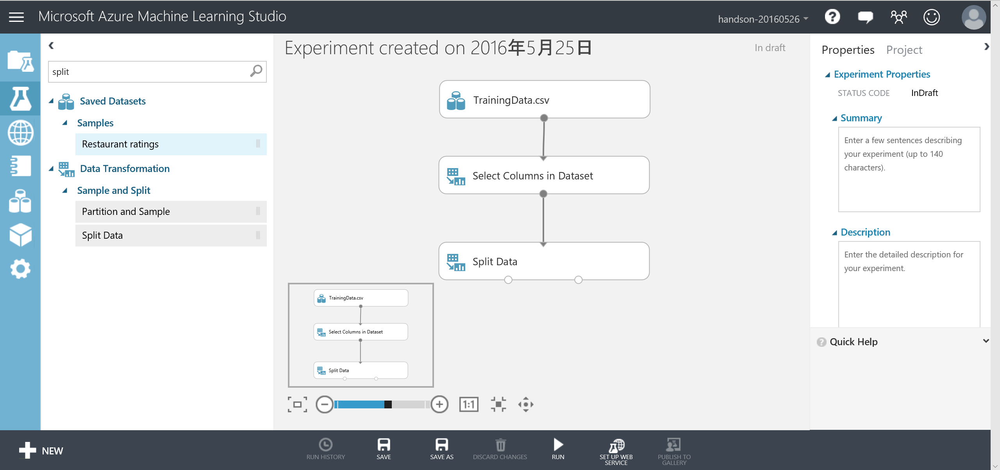 Microsoft Azure Machine Learning Studio
handson-20160526
split
Saved Datasets
Samples
Restaurant ratings
Data Transformation
Sample and Split
Partition and Sample
Split Data
Experiment created on 2016年5月25日
In draft
TrainingData.csv
Select Columns in Dataset
Split Data
TrainingData.csv
Select Columns in Dataset
Split Data
1:1
Properties Project
Experiment Properties
STATUS CODE InDraft
Summary
Enter a few sentences describing
your experiment (up to 140
characters).
Description
Enter the detailed description for
your experiment.
Quick Help
NEW
RUN HISTORY
SAVE
SAVE AS
DISCARD CHANGES
RUN
SET UP WEB
SERVICE
PUBLISH TO
GALLERY